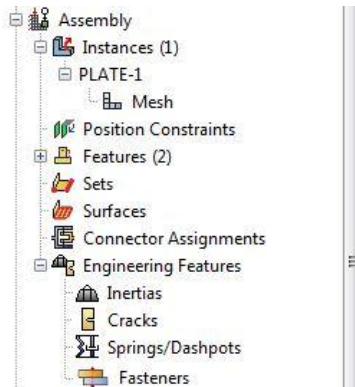 Assembly
Instances (1)
PLATE-1
Mesh
Position Constraints
Features (2)
Sets
Surfaces
Connector Assignments
Engineering Features
Inertias
Cracks
Springs/Dashpots
Fasteners